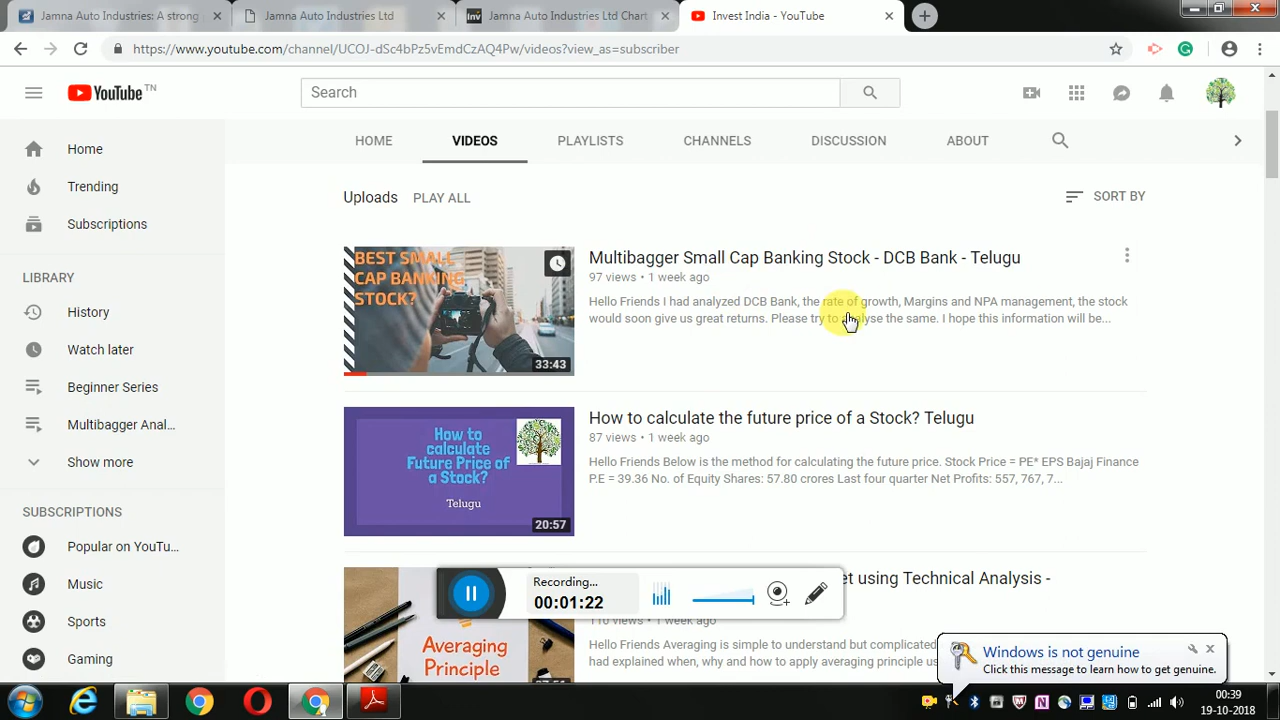 Jamna Auto Industries: A strong
Jamna Auto Industries Ltd
Jamna Auto Industries Ltd Chart
Invest India - YouTube
https://www.youtube.com/channel/UCOJ-dSc4bPz5vEmdCzAQ4Pw/videos?view_as=subscriber
YouTube TN
Search
HOME
VIDEOS
PLAYLISTS
CHANNELS
DISCUSSION
ABOUT
Home
Trending
Subscriptions
LIBRARY
History
Watch later
Beginner Series
Multibagger Anal...
Show more
SUBSCRIPTIONS
Popular on YouTu...
Music
Sports
Gaming
Uploads PLAY ALL
SORT BY
BEST SMALL
CAP BANKING
STOCK?
33:43
Multibagger Small Cap Banking Stock - DCB Bank - Telugu
97 views • 1 week ago
Hello Friends I had analyzed DCB Bank, the rate of growth, Margins and NPA management, the stock
would soon give us great returns. Please try to analyse the same. I hope this information will be...
How to
calculate
Future Price of
a Stock?
Telugu
20:57
How to calculate the future price of a Stock? Telugu
87 views • 1 week ago
Hello Friends Below is the method for calculating the future price. Stock Price = PE* EPS Bajaj Finance
P.E = 39.36 No. of Equity Shares: 57.80 crores Last four quarter Net Profits: 557, 767, 7...
Averaging
Principle
using Technical Analysis -
views • 1 week ago
Hello Friends Averaging is simple to understand but complicated
had explained when, why and how to apply averaging principle
Recording...
00:01:22
Windows is not genuine
Click this message to learn how to get genuine.
00:39
19-10-2018